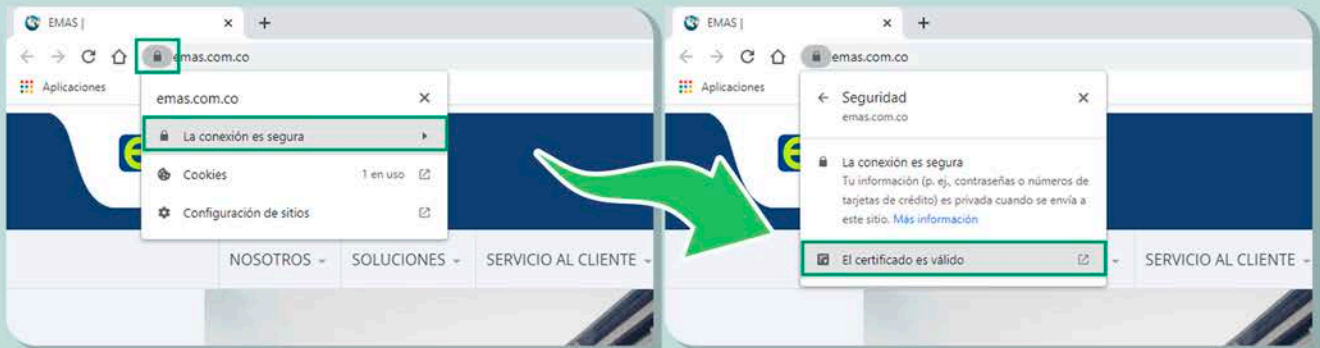 EMAS |
emas.com.co
Aplicaciones
emas.com.co
La conexión es segura
Cookies
1 en uso
Configuración de sitios
NOSOTROS
SOLUCIONES
SERVICIO AL CLIENTE
EMAS |
emas.com.co
Aplicaciones
Seguridad
emas.com.co
La conexión es segura
Tu información (p. ej., contraseñas o números de
tarjetas de crédito) es privada cuando se envía a
este sitio. Más información
El certificado es válido
SERVICIO AL CLIENTE